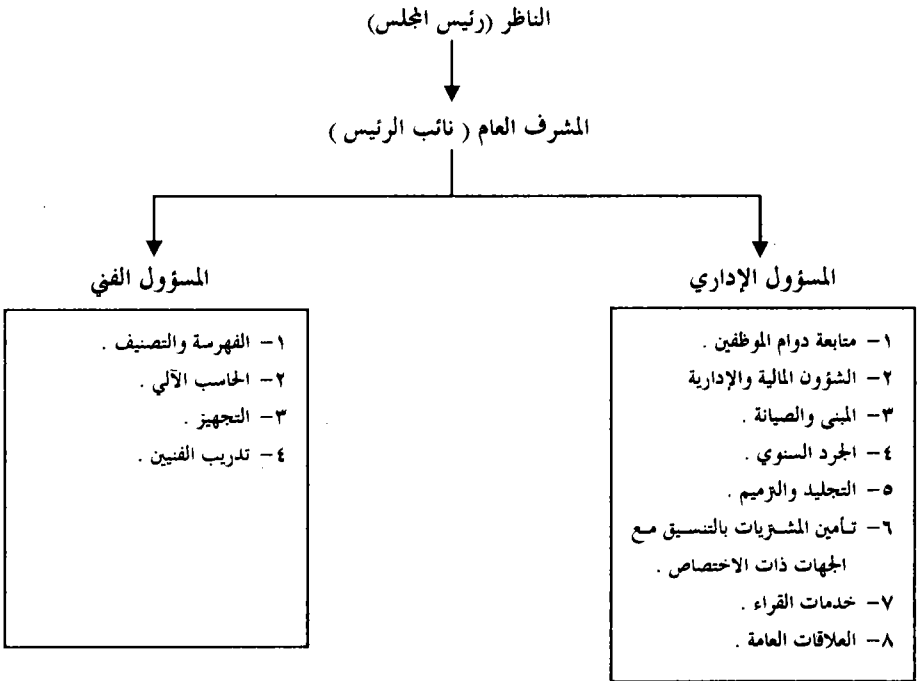 الناظر (رئيس المجلس)
المشرف العام ( نائب الرئيس )
المسؤول الإداري
١- متابعة دوام الموظفين .
٢- الشؤون المالية والإدارية
٣- المبنى والصيانة .
٤- الجرد السنوي .
٥- التجليد والترميم .
٦- تأمين المشتريات بالتنسيق مع
الجهات ذات الاختصاص .
٧- خدمات القراء .
٨- العلاقات العامة .
المسؤول الفني
١- الفهرسة والتصنيف .
٢- الحاسب الآلي .
٣- التجهيز .
٤- تدريب الفنيين .